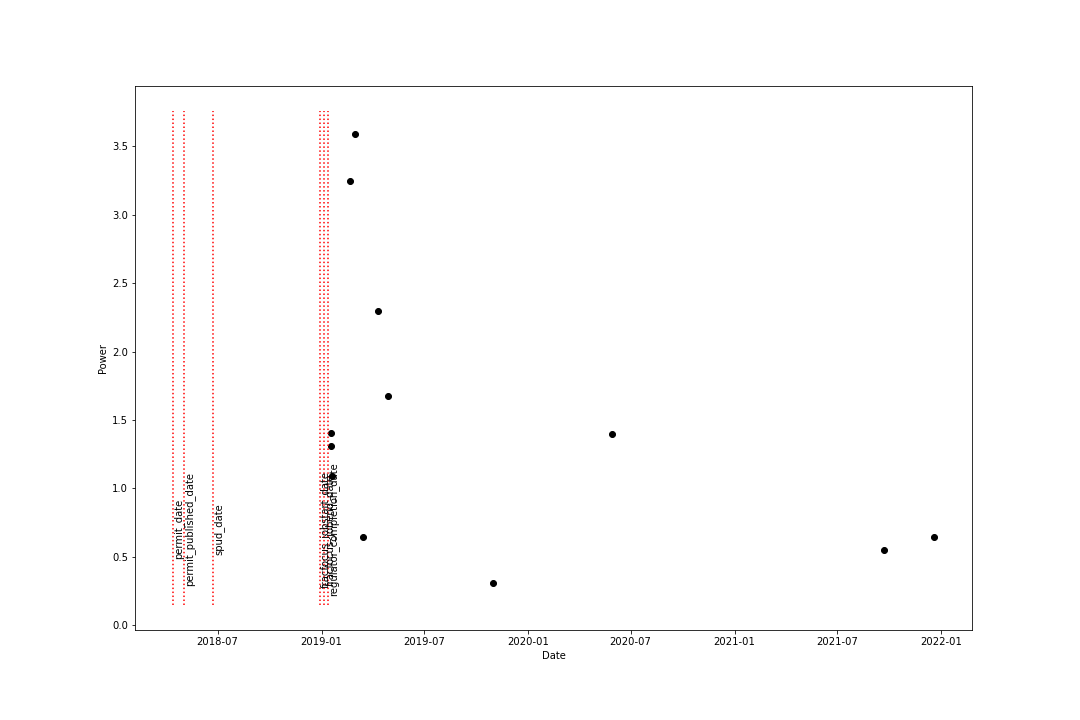 3.5
3.0
2.5
2.0
1.5
1.0
0.5
0.0
Power
permit_date
permit_published_date
spud_date
fracfocus_jobstart_date
regulator_completion_date
2018-07
2019-01
2019-07
2020-01
2020-07
2021-01
2021-07
2022-01
Date